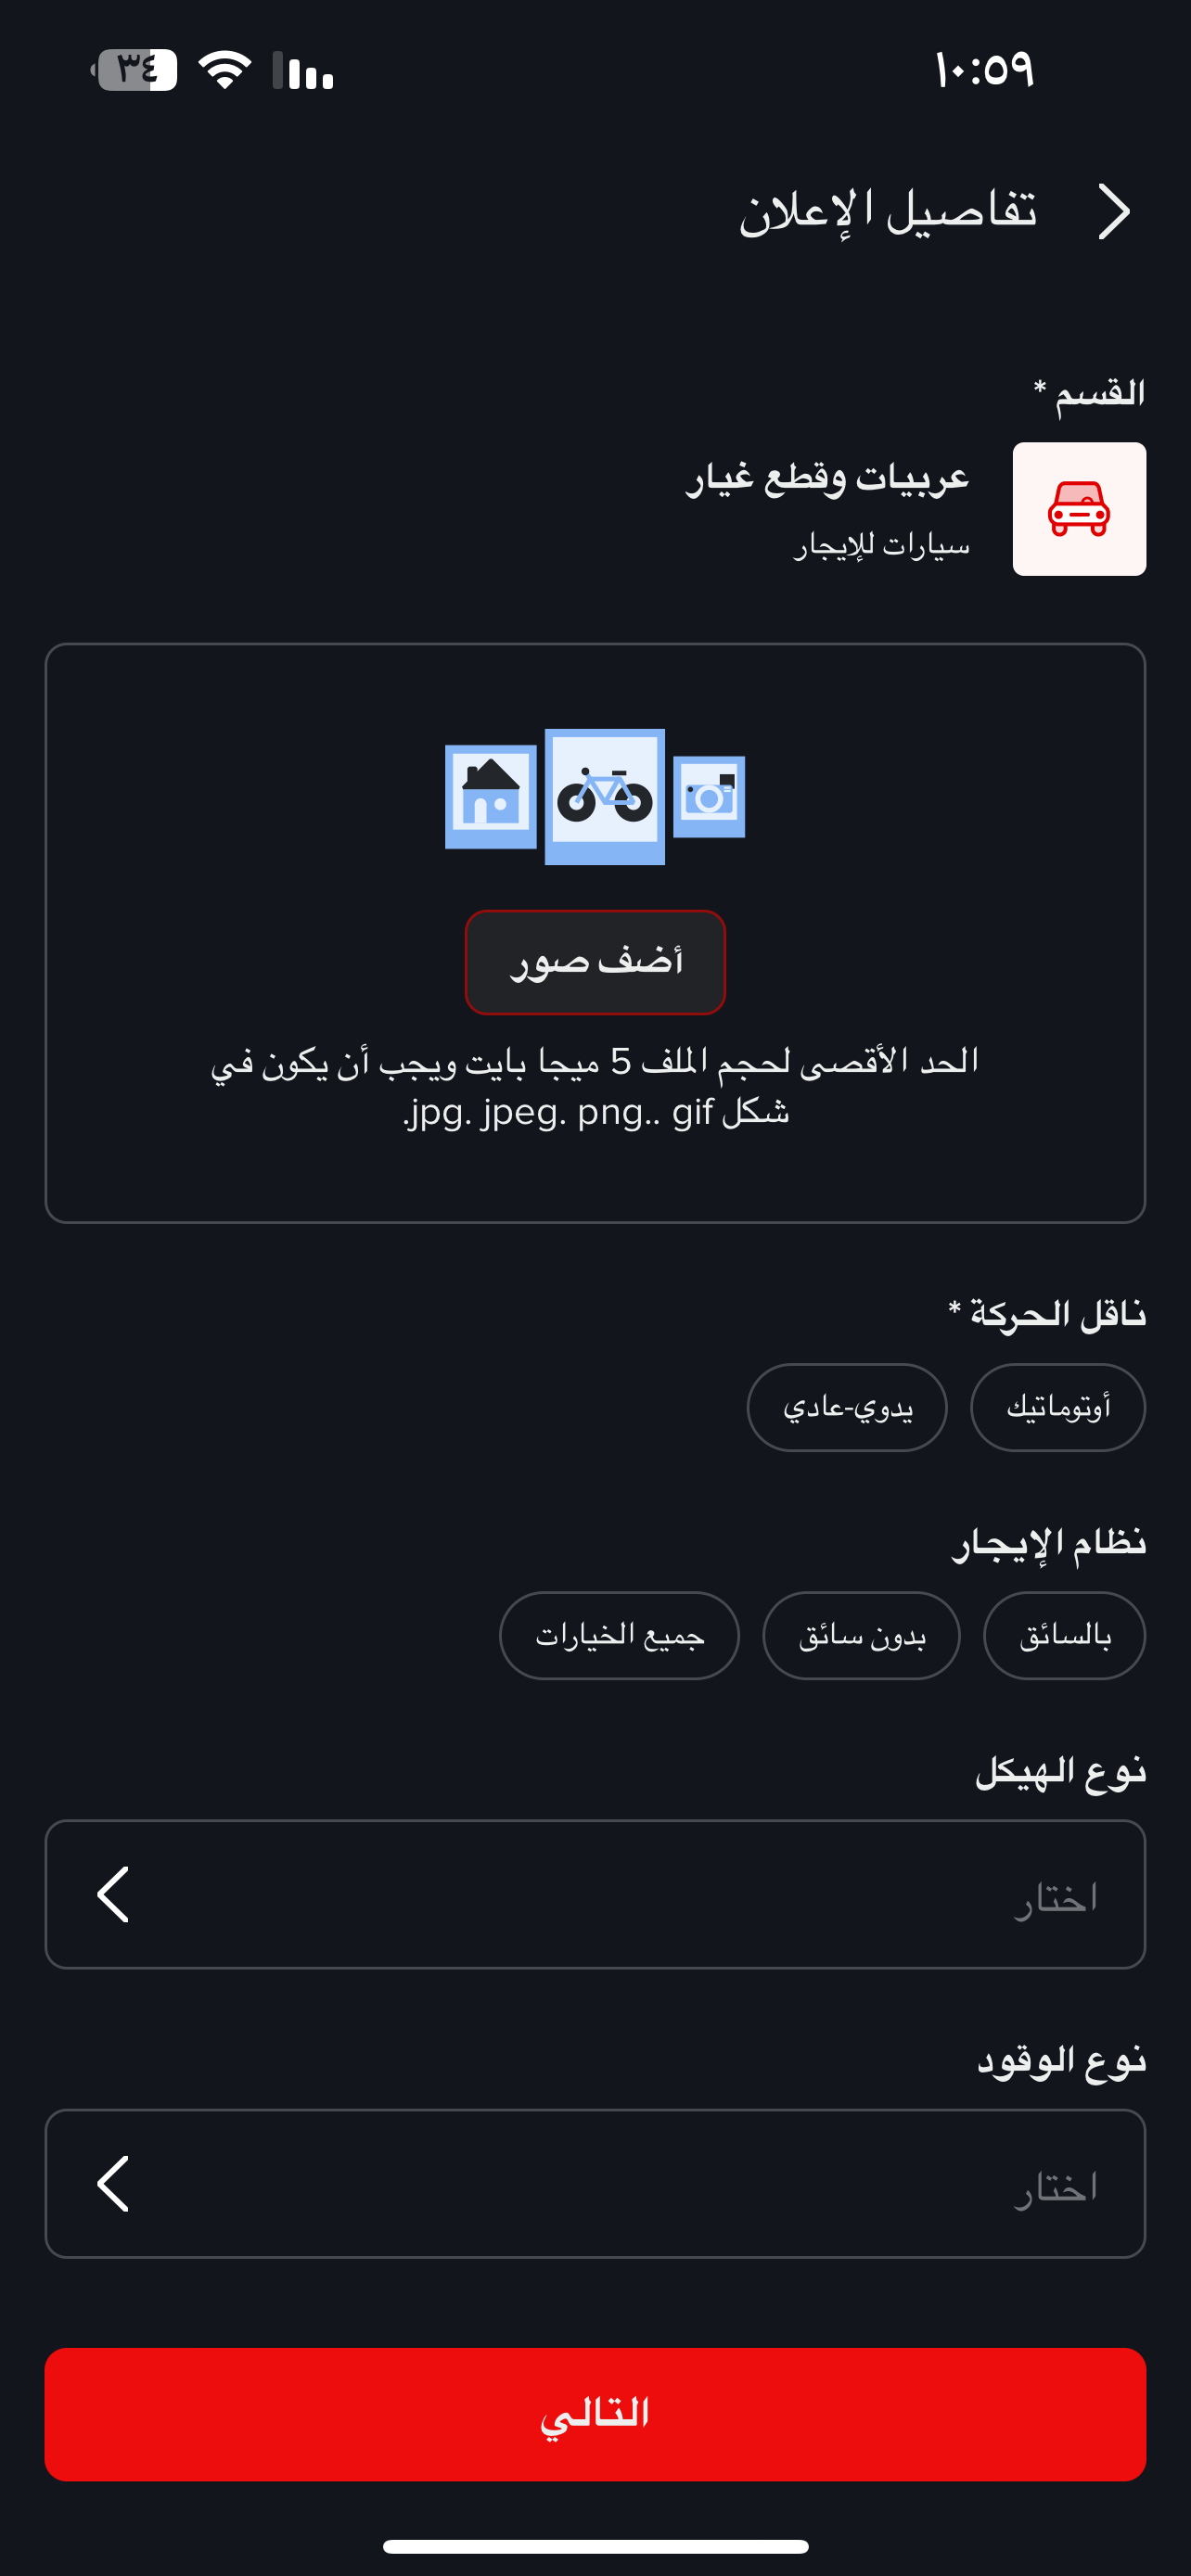 ١٠:٥٩
٣٤
تفاصيل الإعلان
القسم *
عربيات وقطع غيار
سيارات للإيجار
أضف صور
الحد الأقصى لحجم الملف 5 ميجا بايت ويجب أن يكون في
شكل jpg. jpeg. png.. gif.
ناقل الحركة *
أوتوماتيك
يدوي-عادي
نظام الإيجار
بالسائق
بدون سائق
جميع الخيارات
نوع الهيكل
اختار
نوع الوقود
اختار
التالي